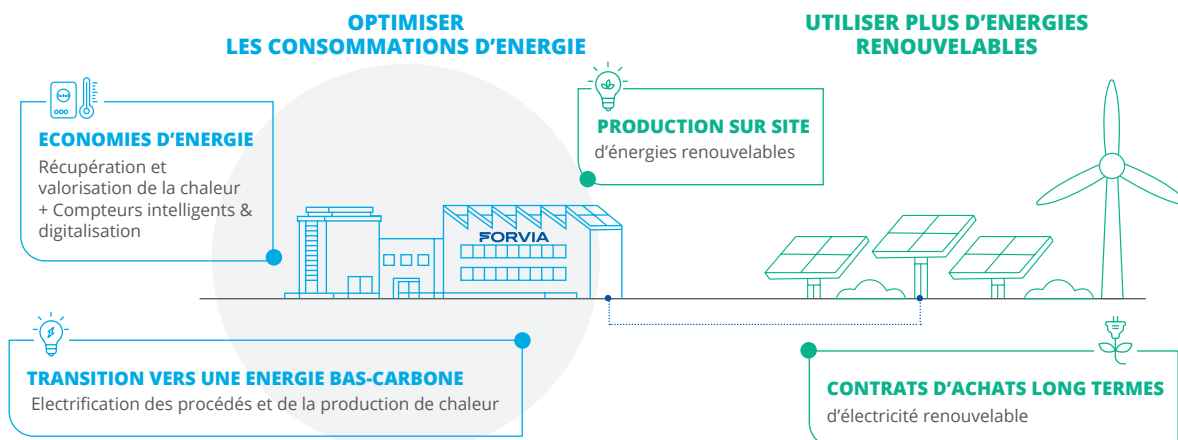 OPTIMISER
LES CONSOMMATIONS D'ENERGIE
UTILISER PLUS D'ENERGIES
RENOUVELABLES
ECONOMIES D'ENERGIE
Récupération et
valorisation de la chaleur
+ Compteurs intelligents &
digitalisation
PRODUCTION SUR SITE
d'énergies renouvelables
FORVIA
TRANSITION VERS UNE ENERGIE BAS-CARBONE
Electrification des procédés et de la production de chaleur
CONTRATS D'ACHATS LONG TERMES
d'électricité renouvelable